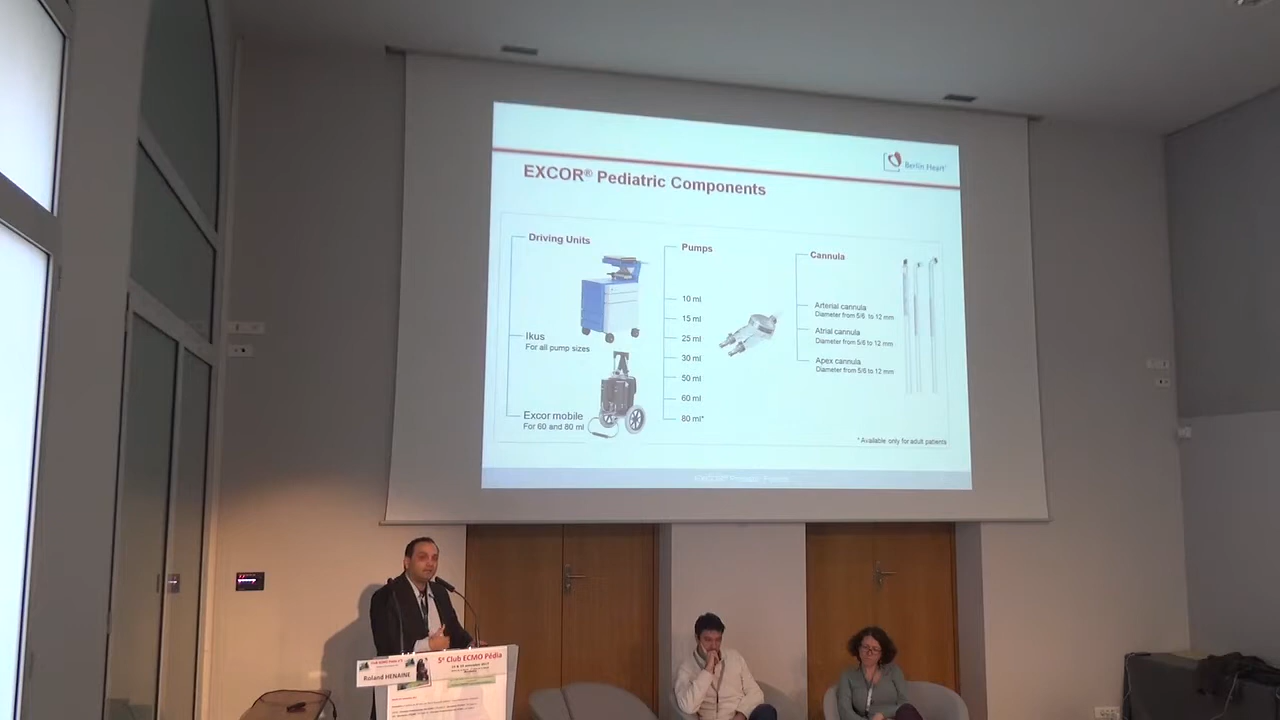 Berlin Heart
EXCOR® Pediatric Components
Driving Units
Ikus
For all pump sizes
Excor mobile
For 60 and 80 ml
Pumps
10 ml
15 ml
25 ml
30 ml
50 ml
60 ml
80 ml*
Cannula
Arterial cannula
Diameter from 5/6 to 12 mm
Atrial cannula
Diameter from 5/6 to 12 mm
Apex cannula
Diameter from 5/6 to 12 mm
* Available only for adult patients
5e Club ECMO Pédia
Roland HENAINE